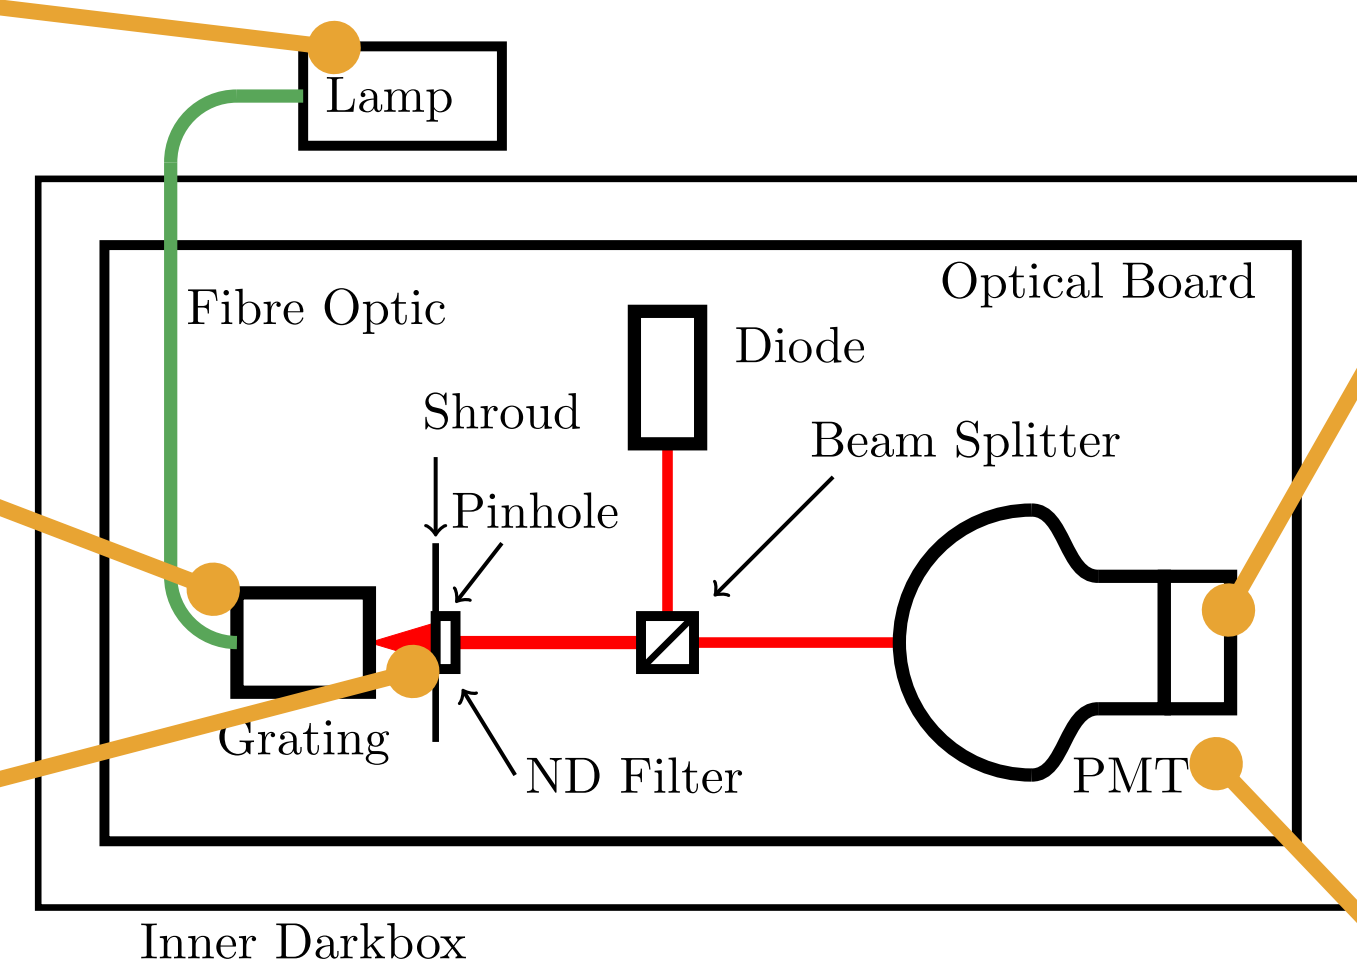 Lamp
Optical Board
Fibre Optic
Diode
Shroud
Beam Splitter
Pinhole
Grating
ND Filter
PMT
Inner Darkbox